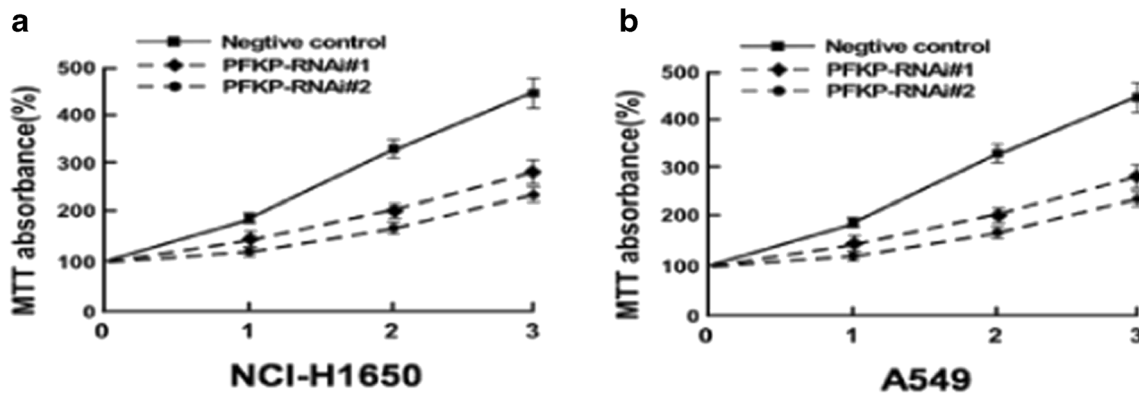 a
Negtive control
PFKP-RNAi#1
PFKP-RNAi#2
500
400
300
200
100
0
MTT absorbance(%)
0 1 2 3
NCI-H1650
b
Negtive control
PFKP-RNAi#1
PFKP-RNAi#2
500
400
300
200
100
0
MTT absorbance(%)
0 1 2 3
A549